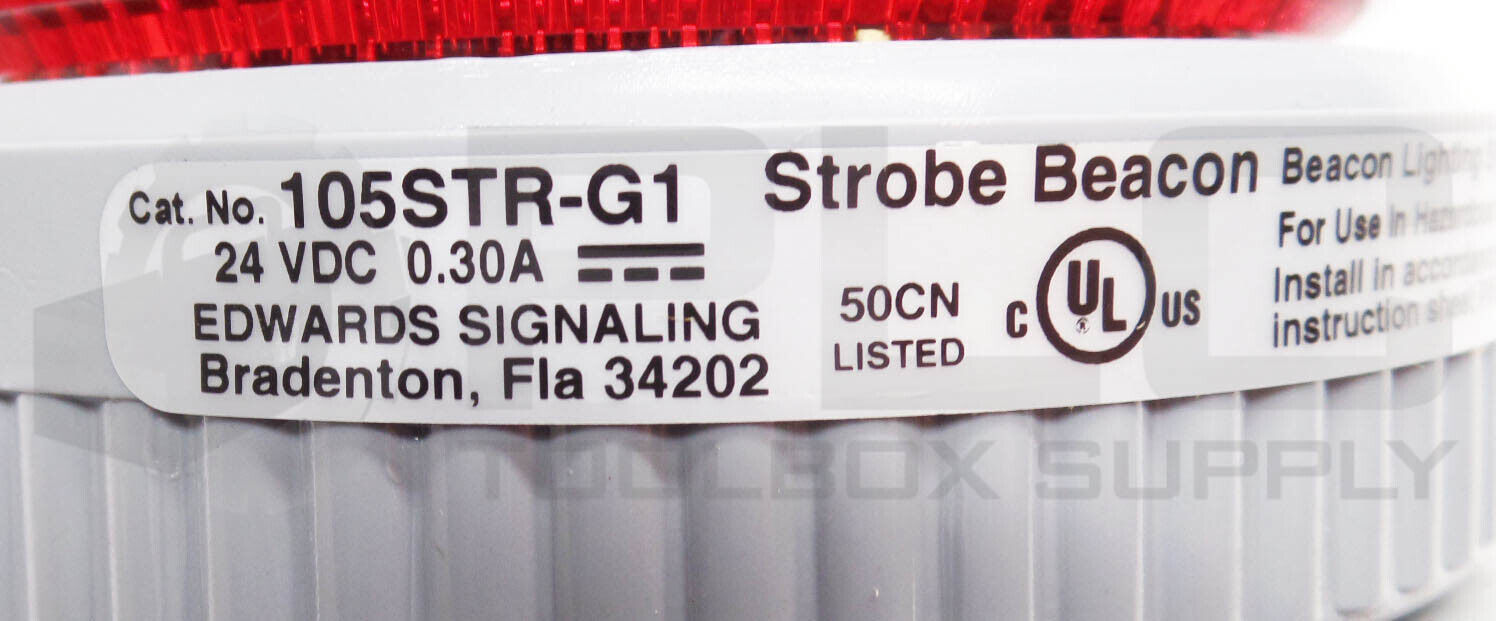 Cat. No. 105STR-G1
24 VDC 0.30A
EDWARDS SIGNALING
Bradenton, Fla 34202
Strobe Beacon
50CN
LISTED
C UL ® US
Beacon Lighting
For Use In
Install in
instruction
PLC
TOOLBOX SUPPLY